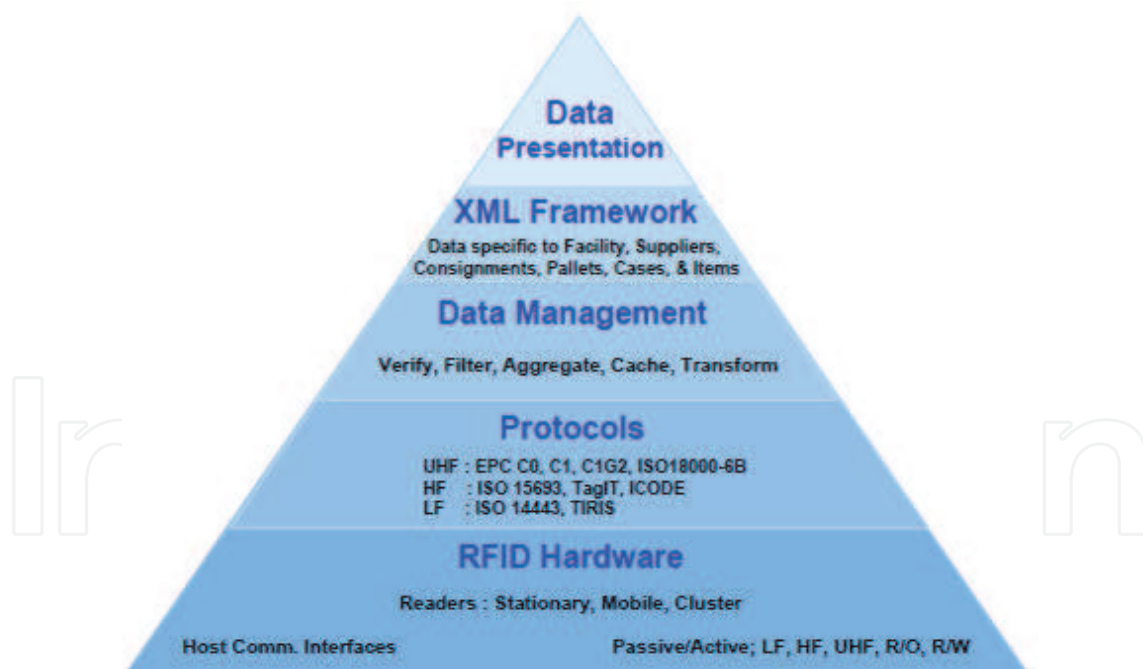 Data
Presentation
XML Framework
Data specific to Facility, Suppliers,
Consignments, Pallets, Cases, & Items
Data Management
Verify, Filter, Aggregate, Cache, Transform
Protocols
UHF : EPC C0, C1, C1G2, ISO18000-6B
HF : ISO 15693, TagIT, ICODE
LF : ISO 14443, TIRIS
RFID Hardware
Readers : Stationary, Mobile, Cluster
Host Comm. Interfaces Passive/Active; LF, HF, UHF, R/O, R/W